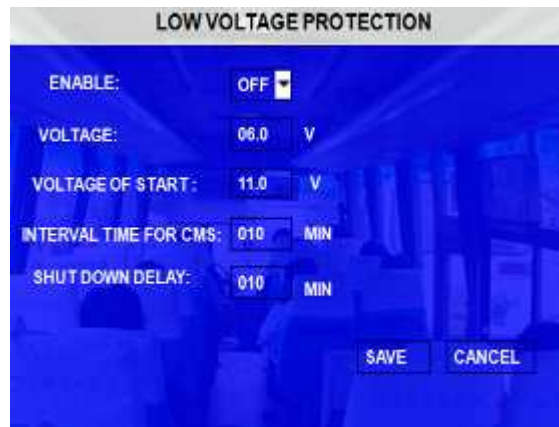 LOW VOLTAGE PROTECTION
ENABLE: OFF
VOLTAGE: 06.0 V
VOLTAGE OF START : 11.0 V
INTERVAL TIME FOR CMS: 010 MIN
SHUT DOWN DELAY: 010 MIN
SAVE CANCEL